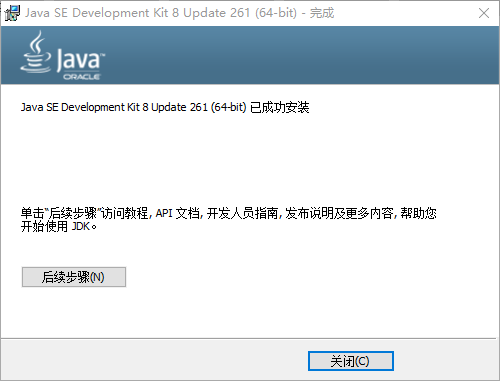 Java SE Development Kit 8 Update 261 (64-bit) - 完成
Java™
ORACLE
Java SE Development Kit 8 Update 261 (64-bit) 已成功安装
单击“后续步骤”访问教程, API 文档, 开发人员指南, 发布说明及更多内容, 帮助您
开始使用 JDK。
后续步骤(N)
关闭(C)